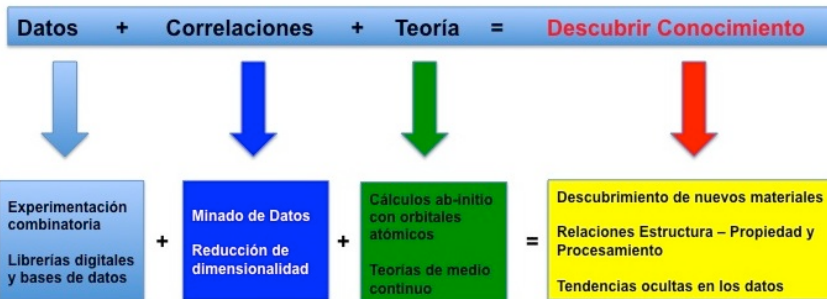 Datos + Correlaciones + Teoría = Descubrir Conocimiento
Experimentación
combinatoria
Librerías digitales
y bases de datos
+
Minado de Datos
Reducción de
dimensionalidad
+
Cálculos ab-initio
con orbitales
atómicos
Teorías de medio
continuo
=
Descubrimiento de nuevos materiales
Relaciones Estructura – Propiedad y
Procesamiento
Tendencias ocultas en los datos